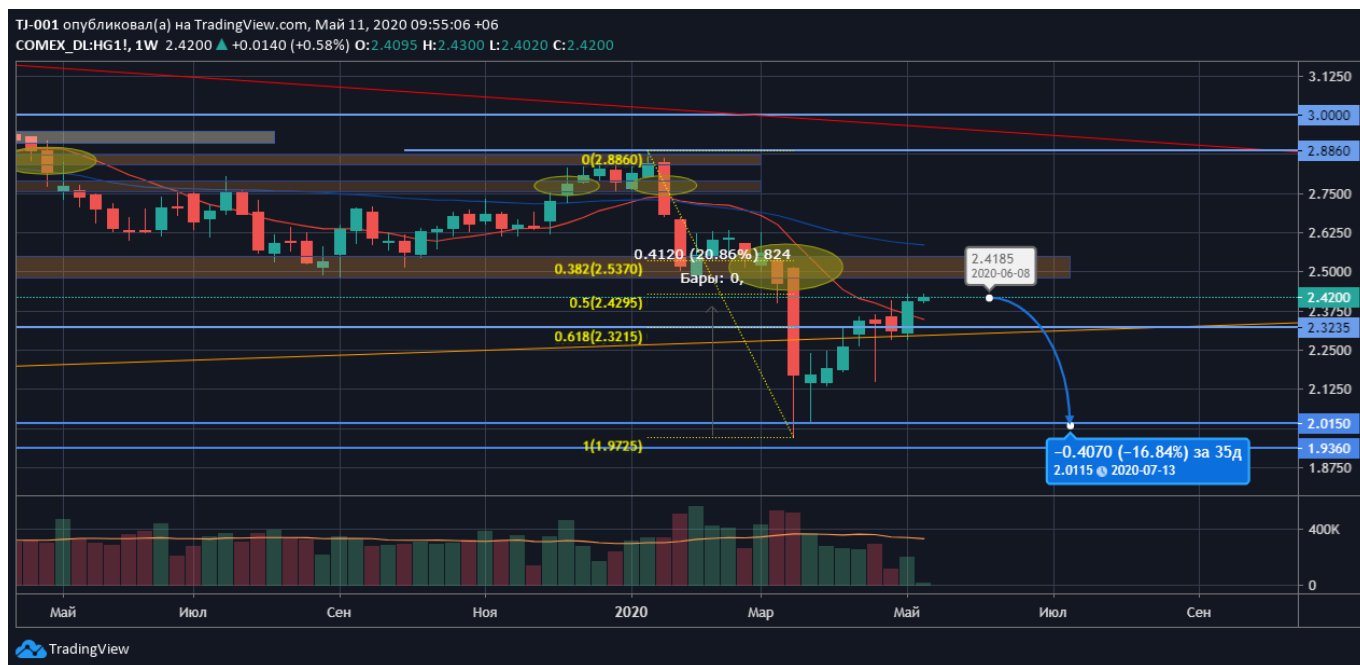 TJ-001 опубликовал(а) на TradingView.com, Май 11, 2020 09:55:06 +06
COMEX_DL:HG1!, 1W 2.4200 ▲ +0.0140 (+0.58%) O:2.4095 H:2.4300 L:2.4020 C:2.4200
3.1250
3.0000
2.8860
0(2.8860)
2.7500
2.6250
0.4120 (20.86%) 824
0.382(2.5370)
Бары: 0,
2.4185
2020-06-08
2.5000
0.5(2.4295)
2.4200
2.3750
2.3235
0.618(2.3215)
2.2500
2.1250
2.0150
1(1.9725)
1.9360
−0.4070 (−16.84%) за 35д
2.0115 2020-07-13
1.8750
400K
0
Май Июл Сен Ноя 2020 Мар Май Июл Сен
TradingView